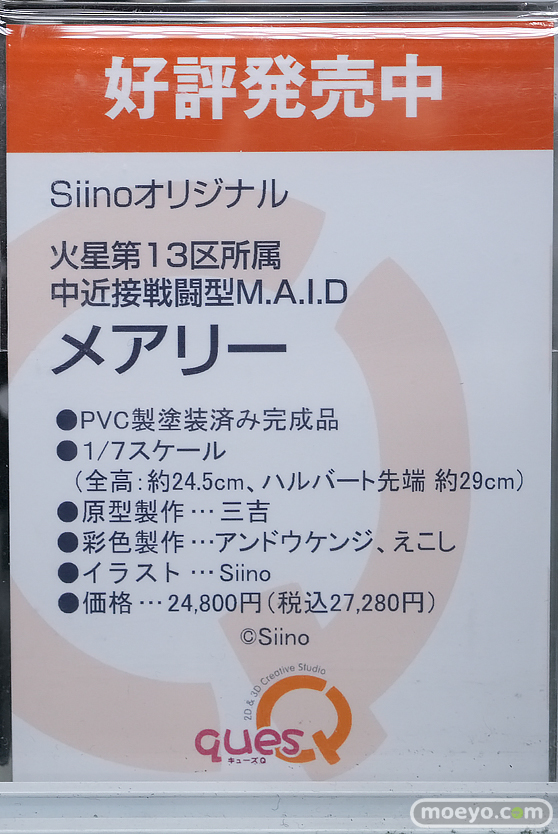 好評発売中
Siinoオリジナル
火星第13区所属
中近接戦闘型M.A.I.D
メアリー
●PVC製塗装済み完成品
●1/7スケール
(全高:約24.5cm、ハルバート先端 約29cm)
●原型製作…三吉
●彩色製作…アンドウケンジ、えこし
●イラスト…Siino
●価格…24,800円(税込27,280円)
©Siino
2D & 3D Creative Studio
quesQ
キューズQ
moeyo.com